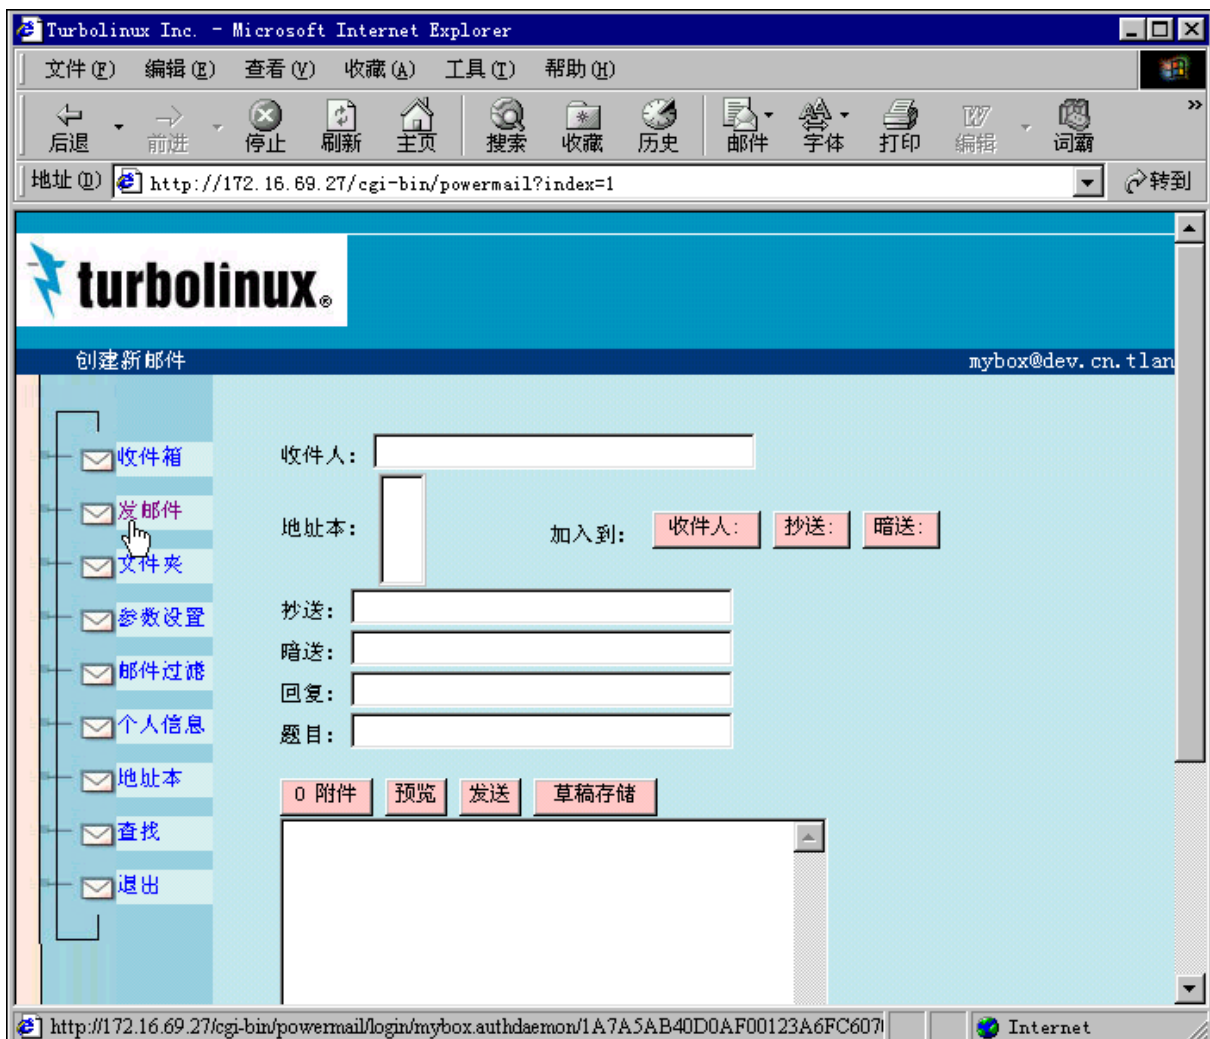 Turbolinux Inc. - Microsoft Internet Explorer
文件(F) 编辑(E) 查看(V) 收藏(A) 工具(T) 帮助(H)
后退 前进 停止 刷新 主页 搜索 收藏 历史 邮件 字体 打印 编辑 词霸 »
地址(D) http://172.16.69.27/cgi-bin/powermail?index=1 转到
turbolinux®
创建新邮件 mybox@dev.cn.tlan
收件箱
发邮件
文件夹
参数设置
邮件过滤
个人信息
地址本
查找
退出
收件人:
地址本: 加入到: 收件人: 抄送: 暗送:
抄送:
暗送:
回复:
题目:
0 附件 预览 发送 草稿存储
http://172.16.69.27/cgi-bin/powermail/login/mybox.authdaemon/1A7A5AB40D0AF00123A6FC607 Internet